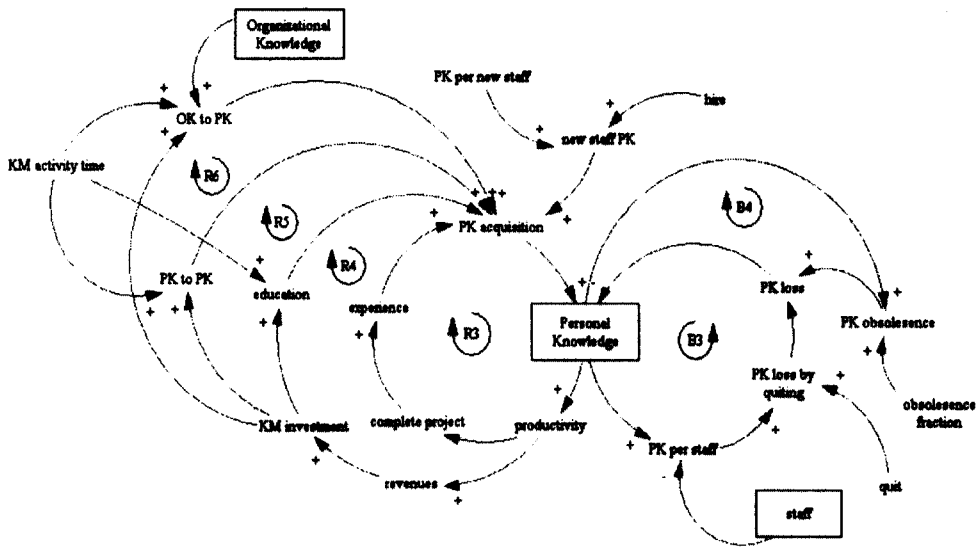 Organizational
Knowledge
PK per new staff
hire
OK to PK
new staff PK
KM activity time
R6
B4
R5
PK acquisition
R4
PK to PK
education
experience
PK loss
PK obsolesence
R3
Personal
Knowledge
B3
PK loss by
quiting
obsolesence
fraction
KM investment
complete project
productivity
PK per staff
revenues
quit
staff